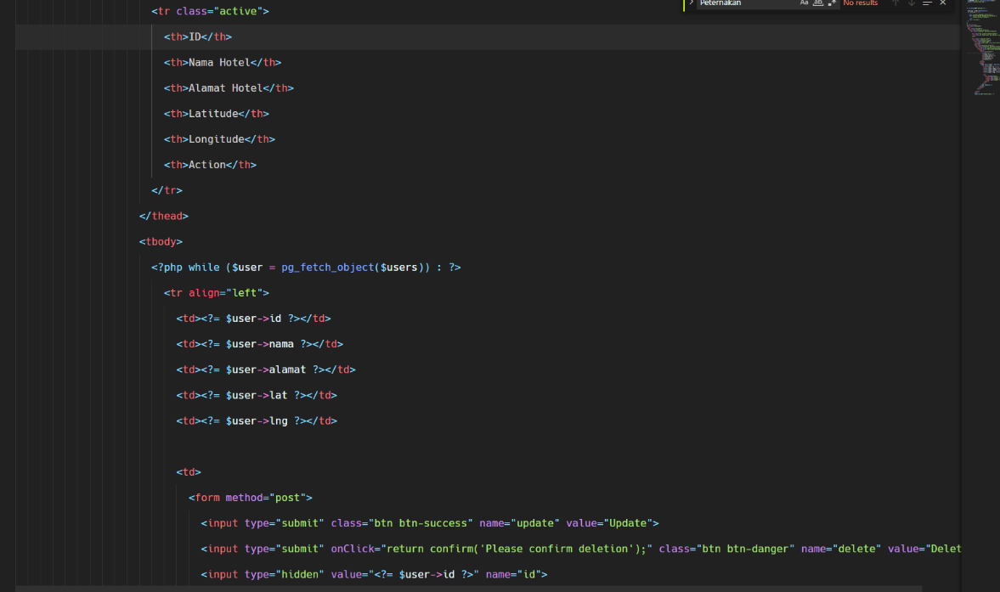 Peternakan Aa ab No results
<tr class="active">
<th>ID</th>
<th>Nama Hotel</th>
<th>Alamat Hotel</th>
<th>Latitude</th>
<th>Longitude</th>
<th>Action</th>
</tr>
</thead>
<tbody>
<?php while ($user = pg_fetch_object($users)) : ?>
<tr align="left">
<td><?= $user->id ?></td>
<td><?= $user->nama ?></td>
<td><?= $user->alamat ?></td>
<td><?= $user->lat ?></td>
<td><?= $user->lng ?></td>
<td>
<form method="post">
<input type="submit" class="btn btn-success" name="update" value="Update">
<input type="submit" onClick="return confirm('Please confirm deletion');" class="btn btn-danger" name="delete" value="Delet
<input type="hidden" value="<?= $user->id ?>" name="id">